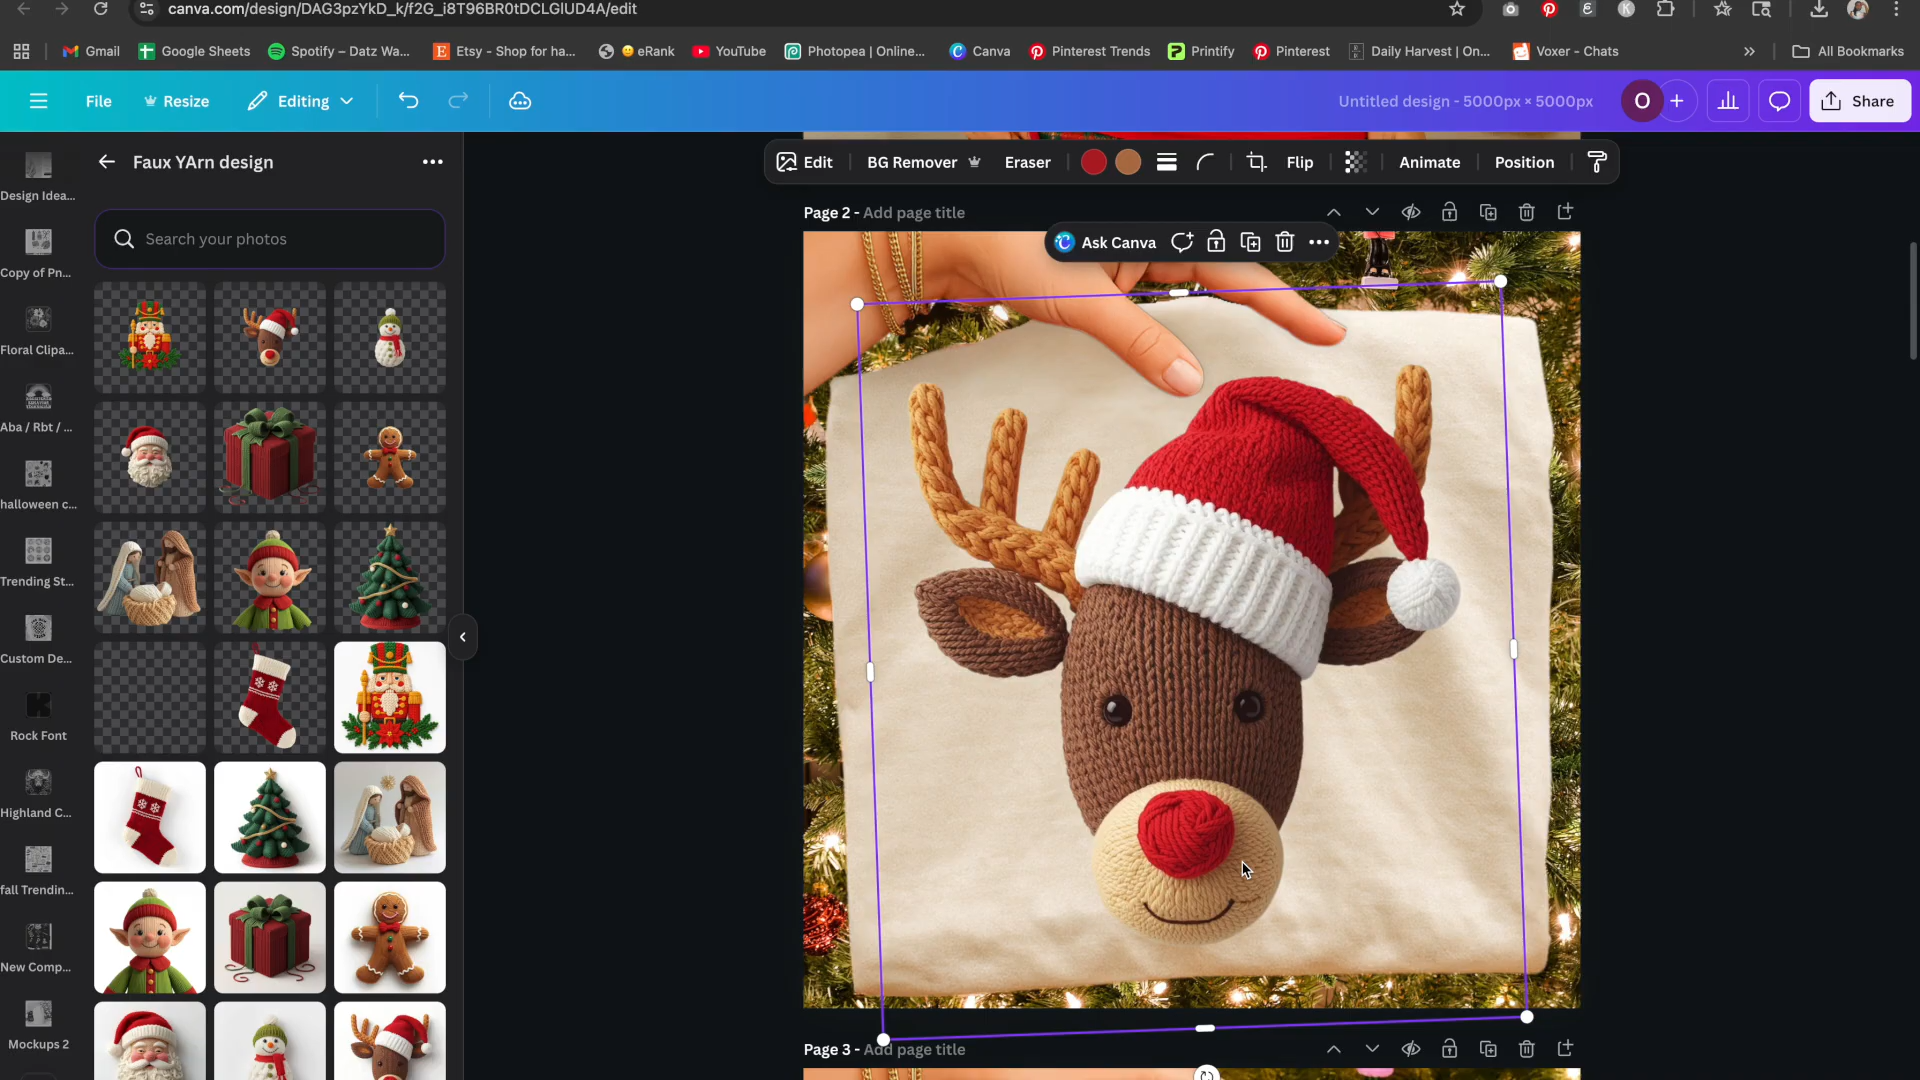 canva.com/design/DAG3pzYkD_k/f2G_i8T96BR0tDCLGlUD4A/edit
Gmail
Google Sheets
Spotify – Datz Wa...
Etsy - Shop for ha...
eRank
YouTube
Photopea | Online...
Canva
Pinterest Trends
Printify
Pinterest
Daily Harvest | On...
Voxer - Chats
All Bookmarks
File
Resize
Editing
Untitled design - 5000px × 5000px
O
Share
Faux YArn design
Search your photos
Design Idea...
Copy of Pn...
Floral Clipa...
Aba / Rbt / ...
halloween c...
Trending St...
Custom De...
Rock Font
Highland C...
fall Trendin...
New Comp...
Mockups 2
Edit
BG Remover
Eraser
Flip
Animate
Position
Page 2 - Add page title
Ask Canva
Page 3 - Add page title